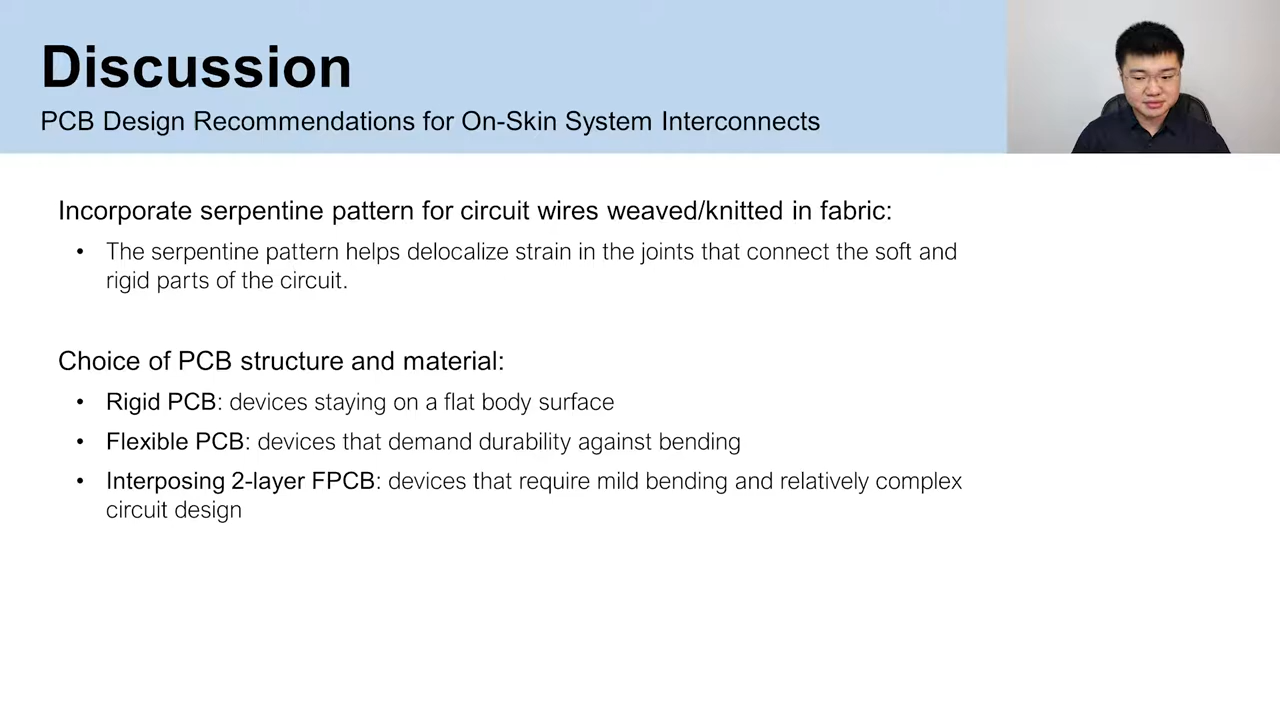 Discussion
PCB Design Recommendations for On-Skin System Interconnects
Incorporate serpentine pattern for circuit wires weaved/knitted in fabric:
• The serpentine pattern helps delocalize strain in the joints that connect the soft and
rigid parts of the circuit.
Choice of PCB structure and material:
• Rigid PCB: devices staying on a flat body surface
• Flexible PCB: devices that demand durability against bending
• Interposing 2-layer FPCB: devices that require mild bending and relatively complex
circuit design